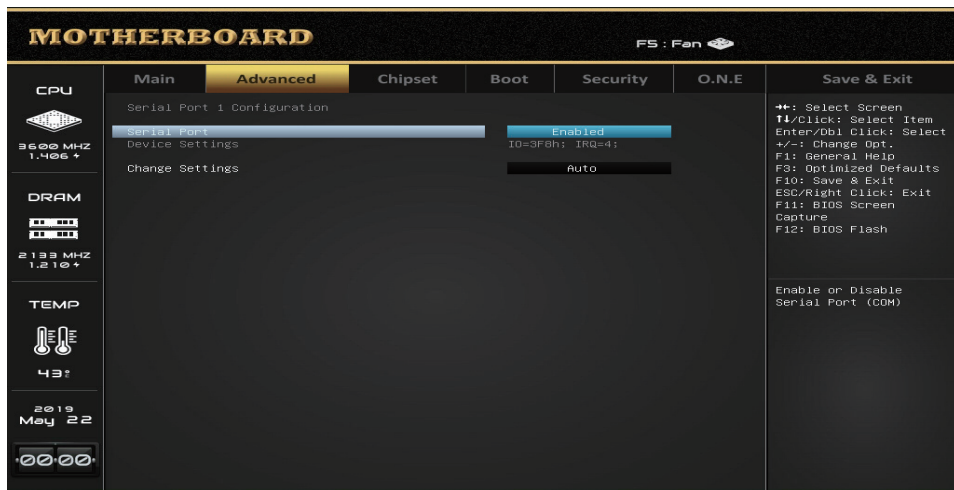 MOTHERBOARD
F5 : Fan
Main Advanced Chipset Boot Security O.N.E Save & Exit
CPU
3600 MHZ
1.406
DRAM
2133 MHZ
1.210
TEMP
43°
2019
May 22
00:00
Serial Port 1 Configuration
Serial Port Enabled
Device Settings IO=3F8h; IRQ=4;
Change Settings Auto
→←: Select Screen
↑↓/Click: Select Item
Enter/Dbl Click: Select
+/-: Change Opt.
F1: General Help
F3: Optimized Defaults
F10: Save & Exit
ESC/Right Click: Exit
F11: BIOS Screen
Capture
F12: BIOS Flash
Enable or Disable
Serial Port (COM)